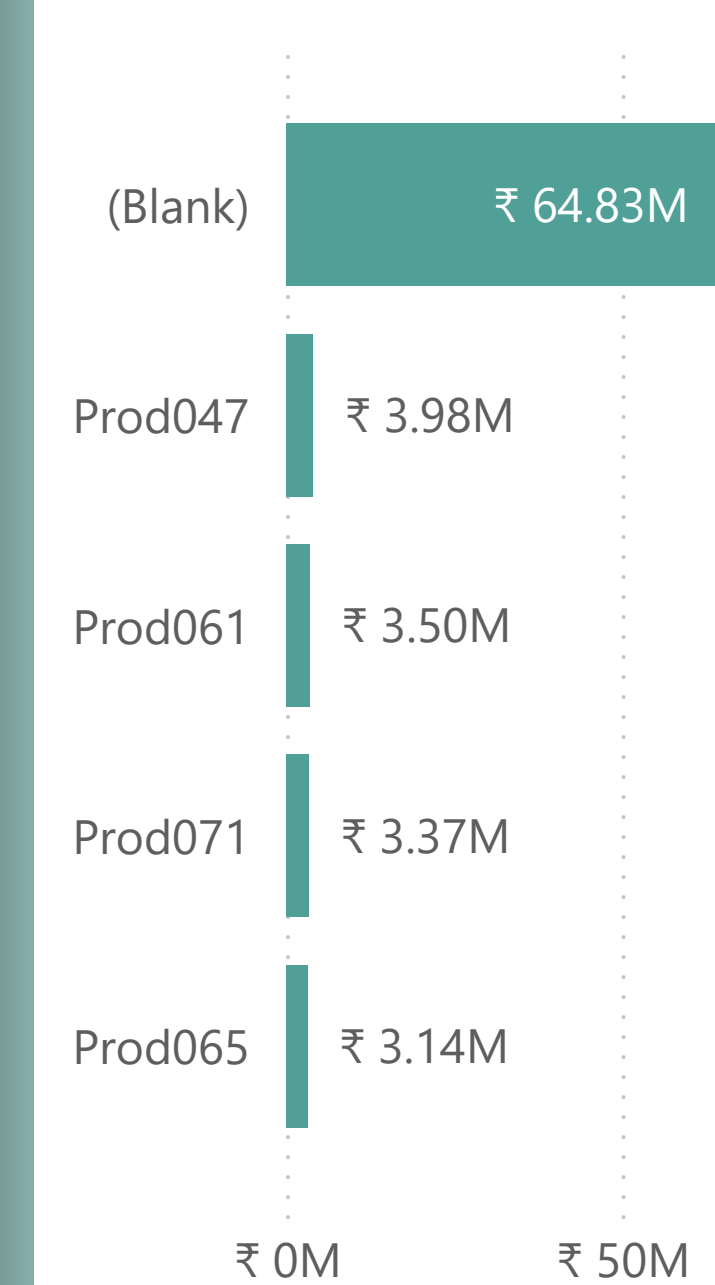 (Blank) ₹ 64.83M
Prod047 ₹ 3.98M
Prod061 ₹ 3.50M
Prod071 ₹ 3.37M
Prod065 ₹ 3.14M
₹ 0M ₹ 50M